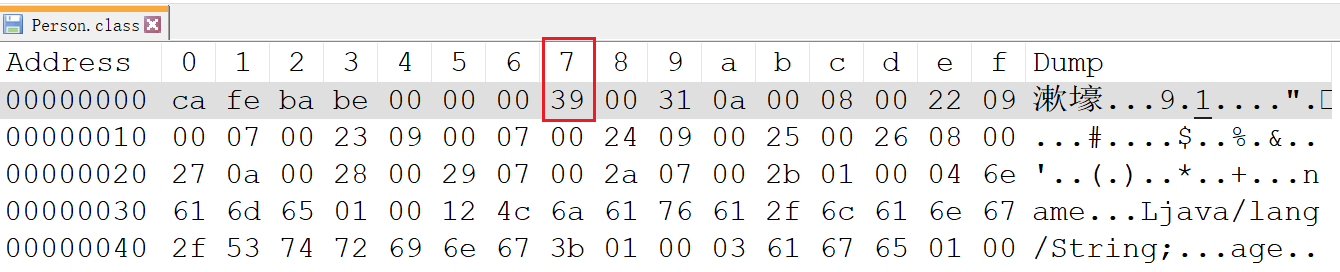 Person.class
Address 0 1 2 3 4 5 6 7 8 9 a b c d e f Dump
00000000 ca fe ba be 00 00 00 39 00 31 0a 00 08 00 22 09 漱壕...9.1....".□
00000010 00 07 00 23 09 00 07 00 24 09 00 25 00 26 08 00 ...#....$..%.&..
00000020 27 0a 00 28 00 29 07 00 2a 07 00 2b 01 00 04 6e '..(.)..*..+...n
00000030 61 6d 65 01 00 12 4c 6a 61 76 61 2f 6c 61 6e 67 ame...Ljava/lang
00000040 2f 53 74 72 69 6e 67 3b 01 00 03 61 67 65 01 00 /String;...age..